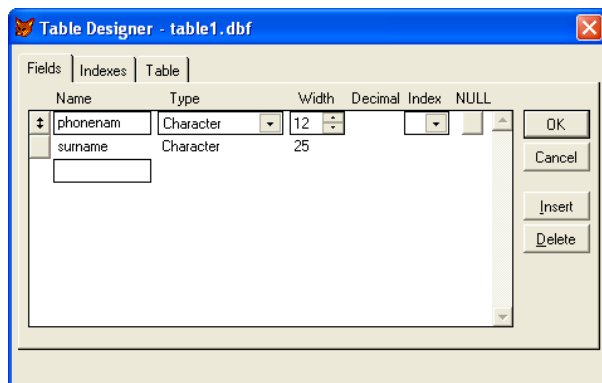 Table Designer - table1.dbf
Fields Indexes Table
Name Type Width Decimal Index NULL
phonenam Character 12
surname Character 25
OK
Cancel
Insert
Delete